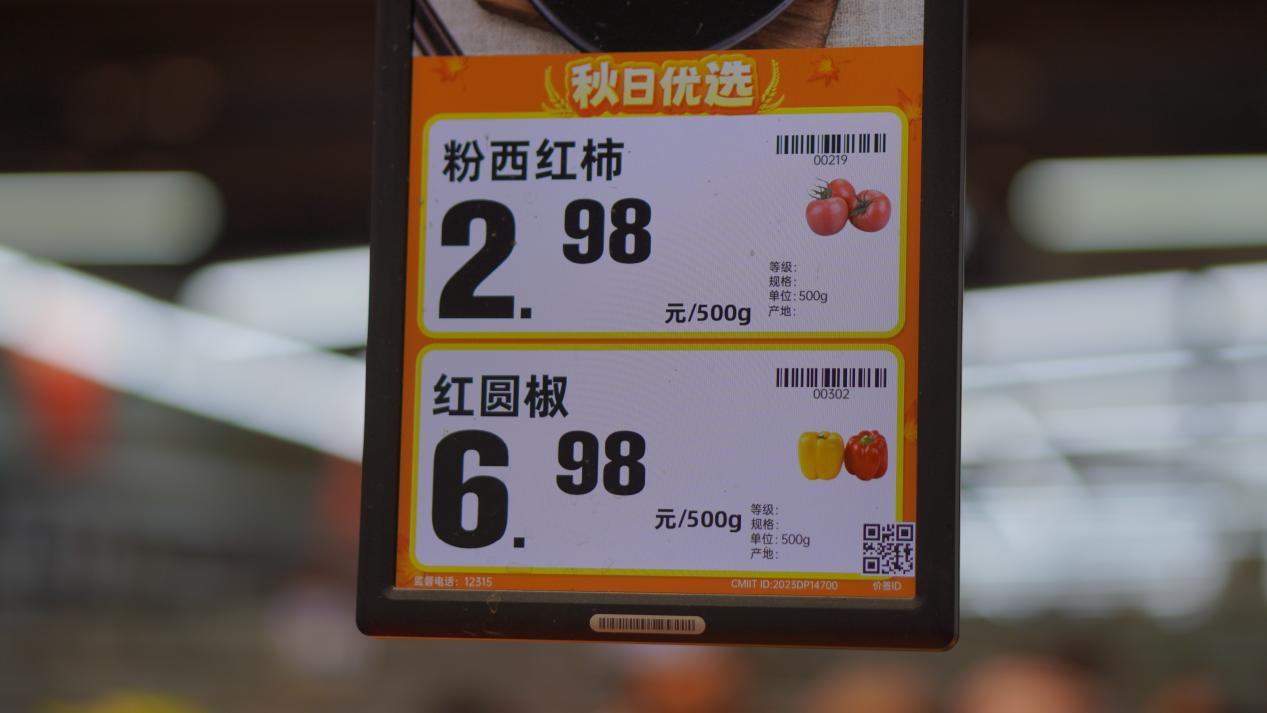 秋日优选
粉西红柿
00219
2.98
元/500g
等级：
规格：
单位：500g
产地：
红圆椒
00302
6.98
元/500g
等级：
规格：
单位：500g
产地：
监督电话：12315
CMIIT ID:2023DP14700
价签ID